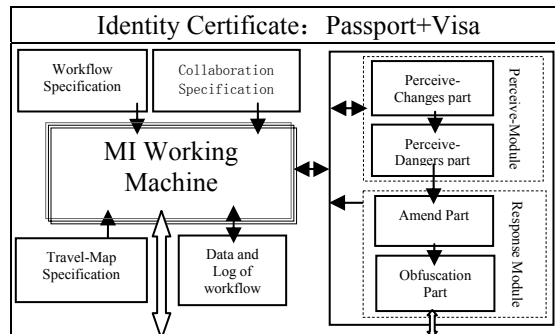 Identity Certificate: Passport+Visa
Workflow
Specification
Collaboration
Specification
MI Working
Machine
Travel-Map
Specification
Data and
Log of
workflow
Perceive-
Changes part
Perceive-
Dangers part
Perceive-Module
Amend Part
Obfuscation
Part
Response Module